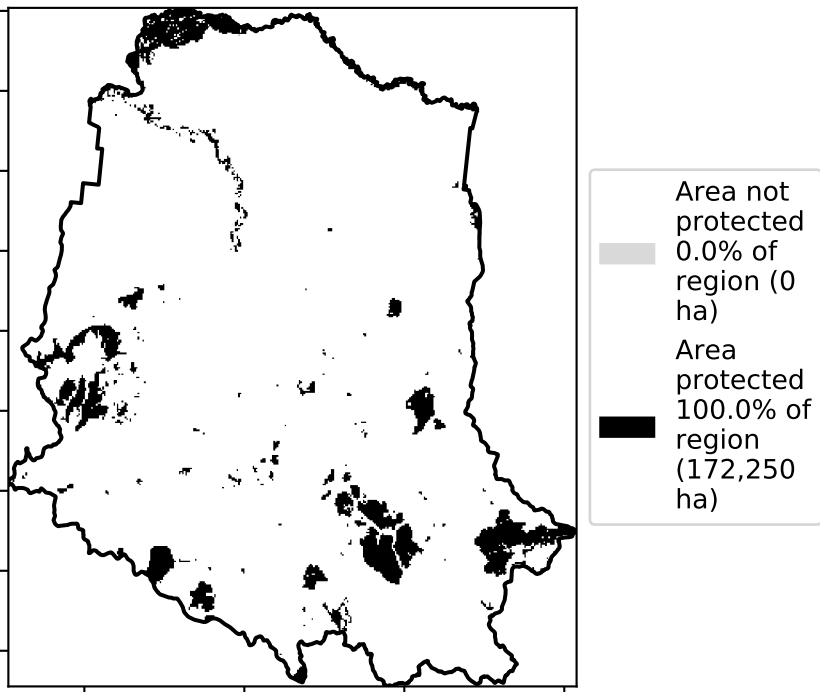 Area not
protected
0.0% of
region (0
ha)
Area
protected
100.0% of
region
(172,250
ha)